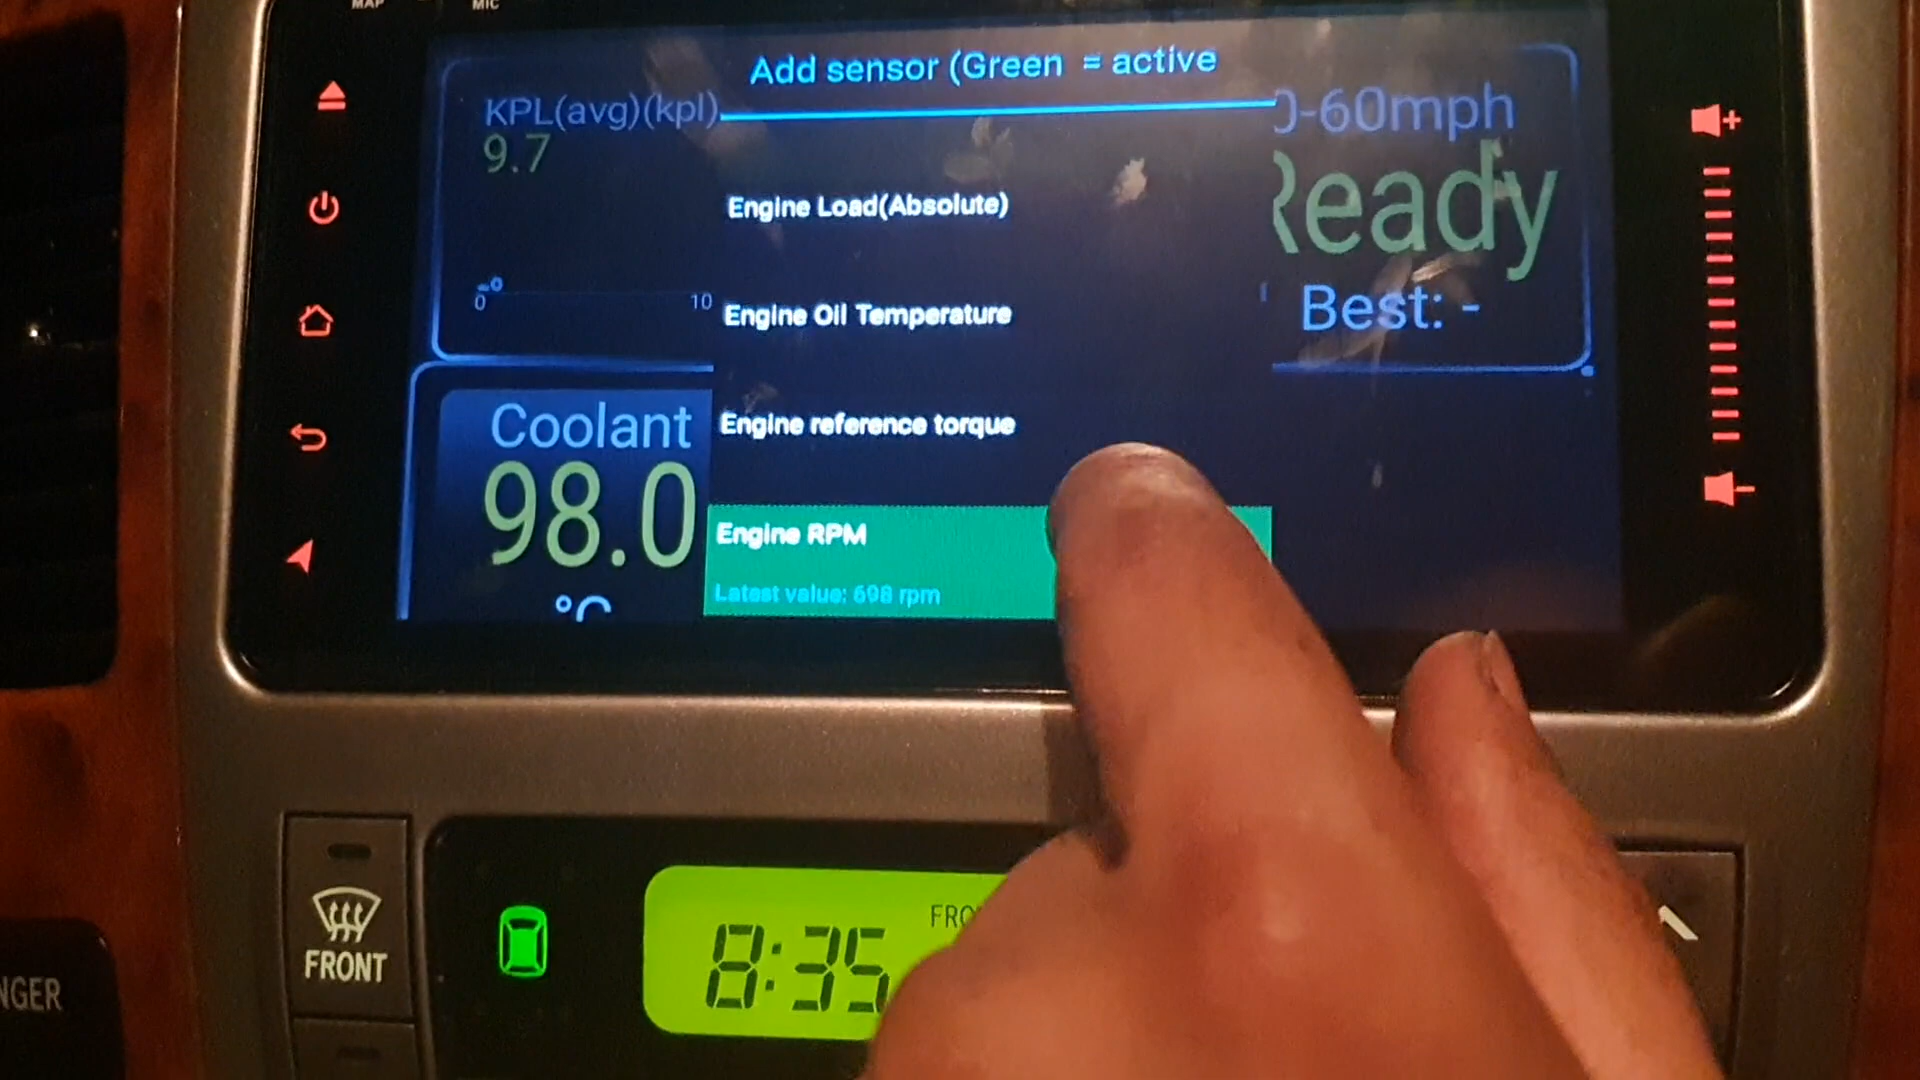 MAP
MIC
Add sensor (Green = active
KPL(avg)(kpl)
9.7
0
10
0-60mph
Ready
Best: -
Engine Load(Absolute)
Engine Oil Temperature
Engine reference torque
Engine RPM
Latest value: 698 rpm
Coolant
98.0
°C
FRONT
8:35
FRO
NGER